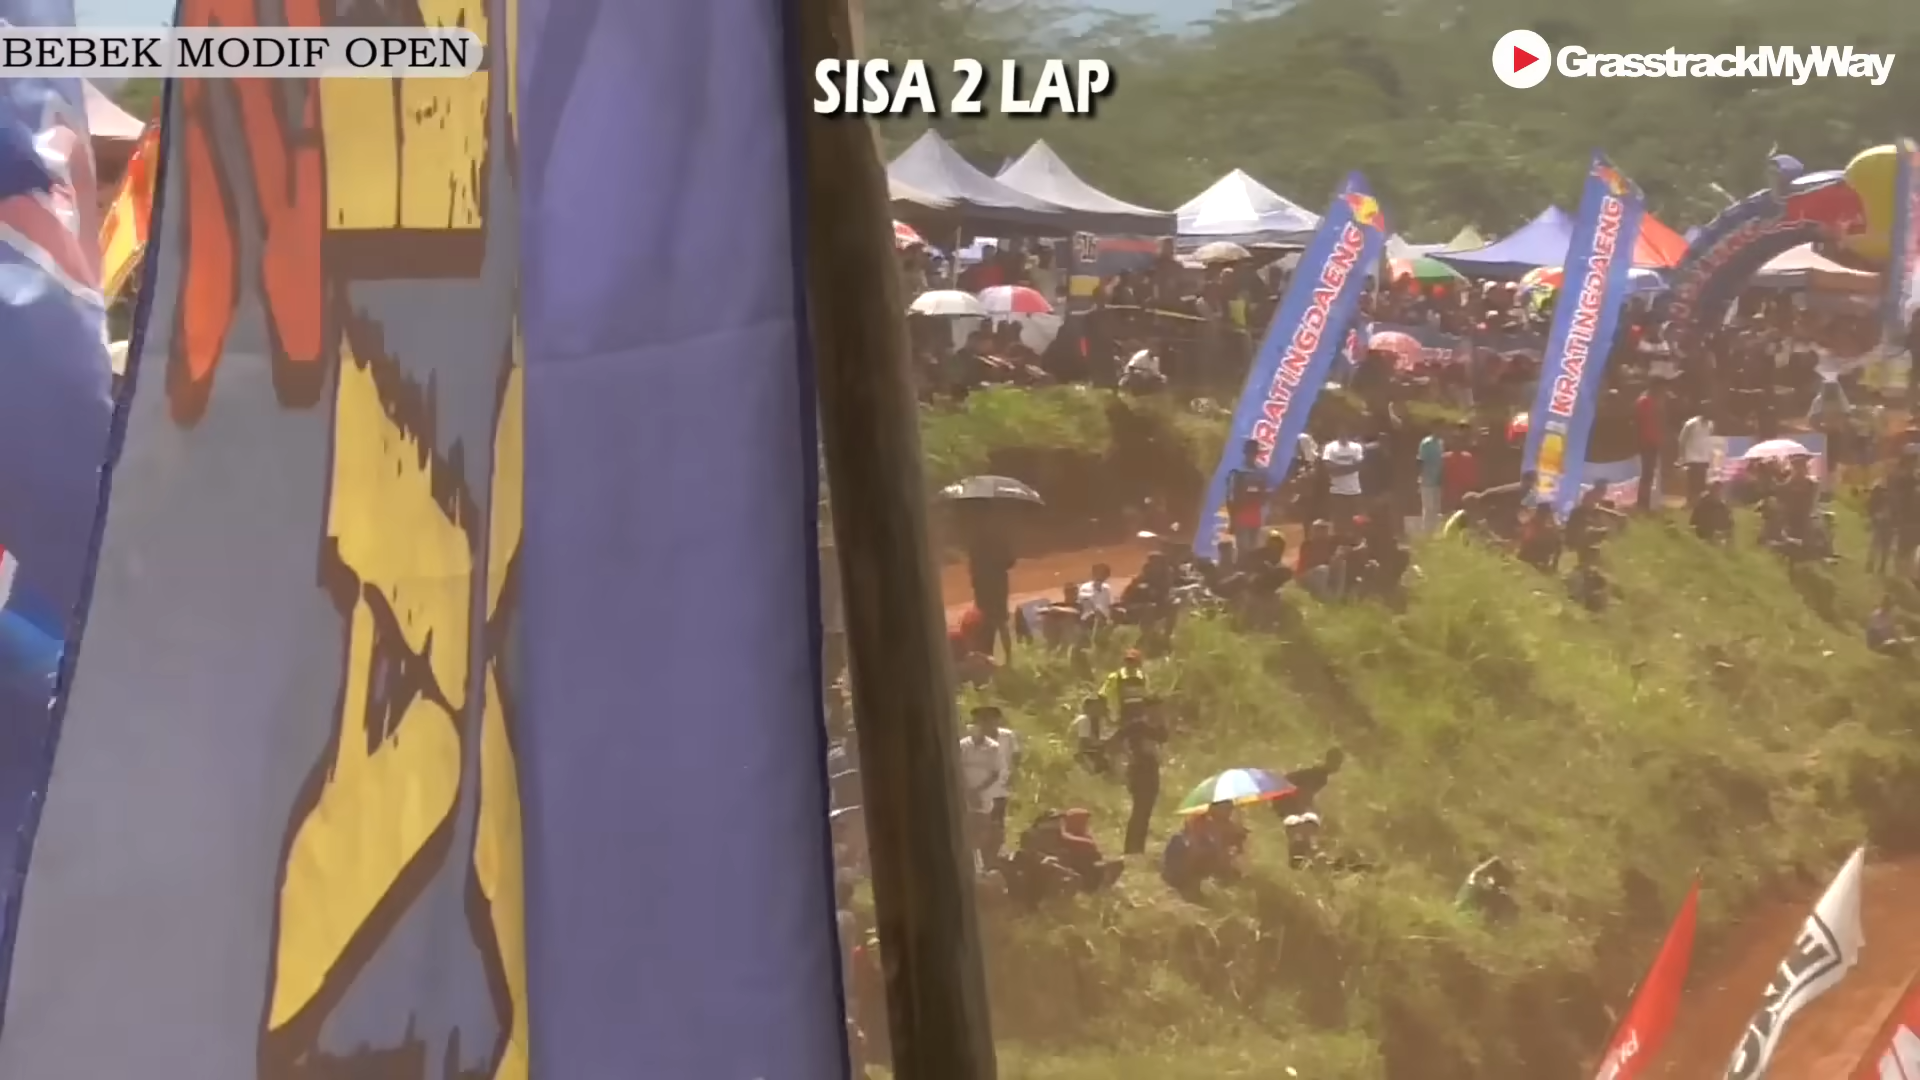 BEBEK MODIF OPEN
SISA 2 LAP
GrasstrackMyWay
KRATINGDAENG
KRATINGDAENG